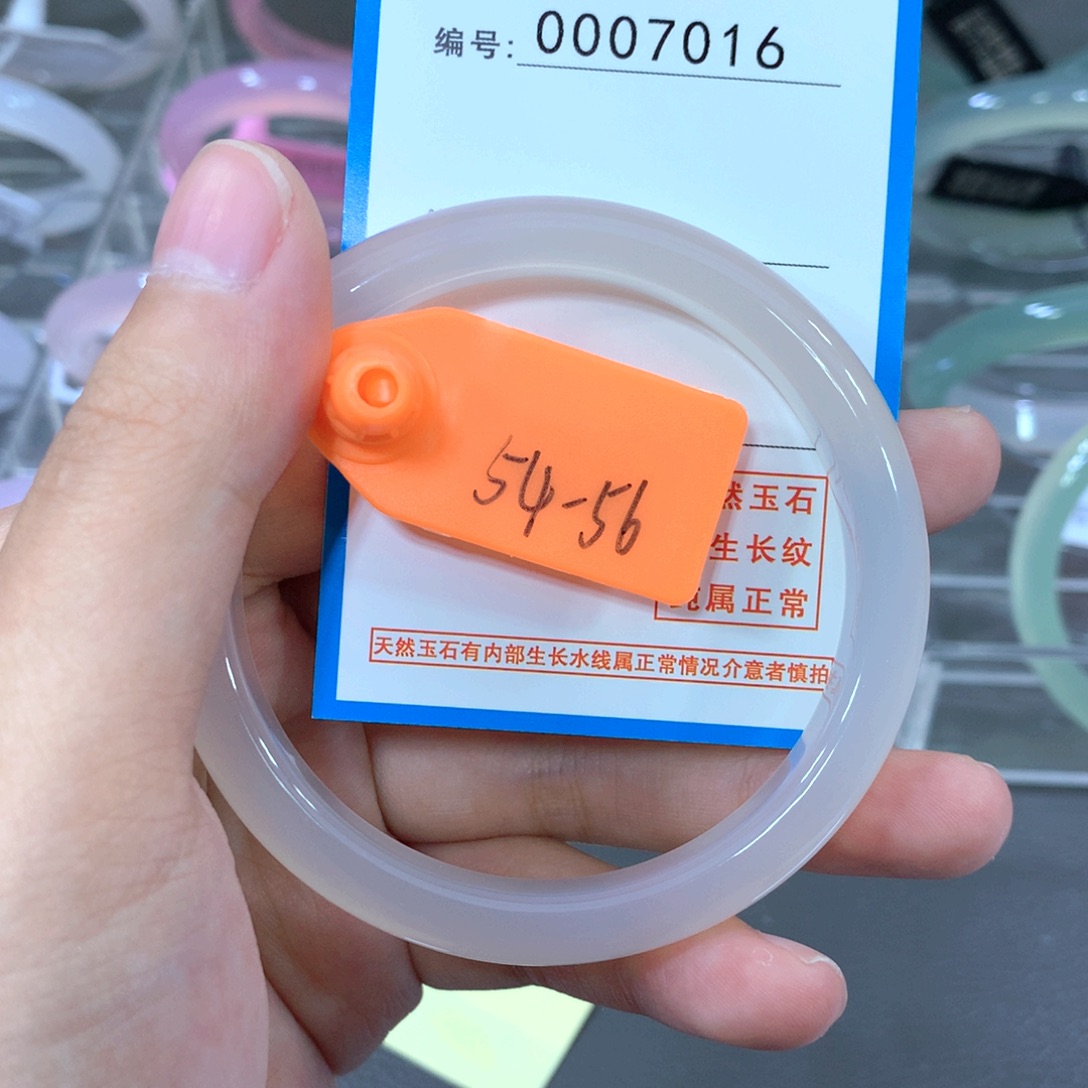 编号: 0007016
54-56
然玉石
生长纹
属正常
天然玉石有内部生长水线属正常情况介意者慎拍